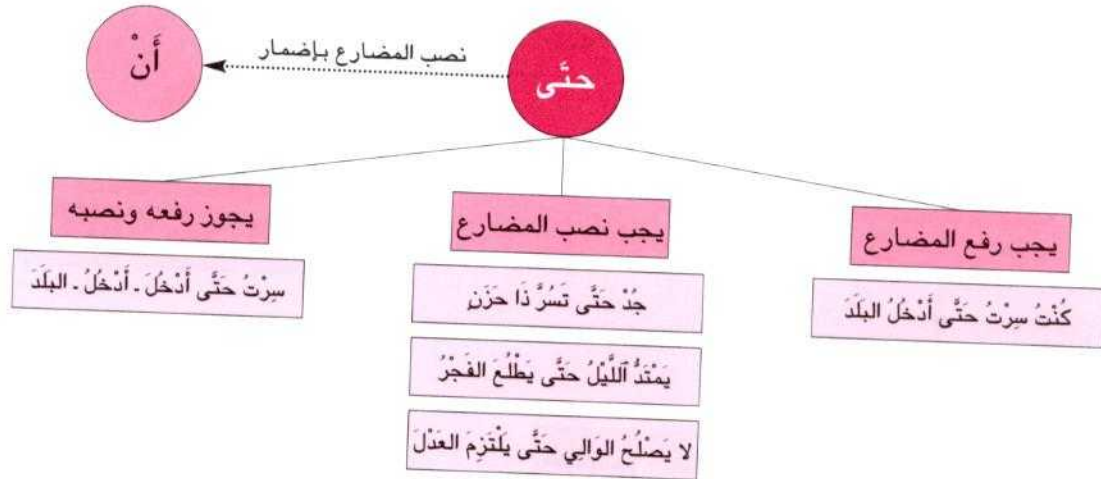 حتَّى
نصب المضارع بإضمار
أَنْ
يجب رفع المضارع
كُنْتُ سِرْتُ حَتَّى أَدْخُلُ البَلَدَ
يجب نصب المضارع
جُدْ حَتَّى تَسُرَّ ذَا حَزَنِ
يَمْتَدُّ ٱللَّيْلُ حَتَّى يَطْلُعَ الفَجْرُ
لا يَصْلُحُ الوَالِي حَتَّى يَلْتَزِمَ العَدْلَ
يجوز رفعه ونصبه
سِرْتُ حَتَّى أَدْخُلَ ـ أَدْخُلُ ـ البَلَدَ